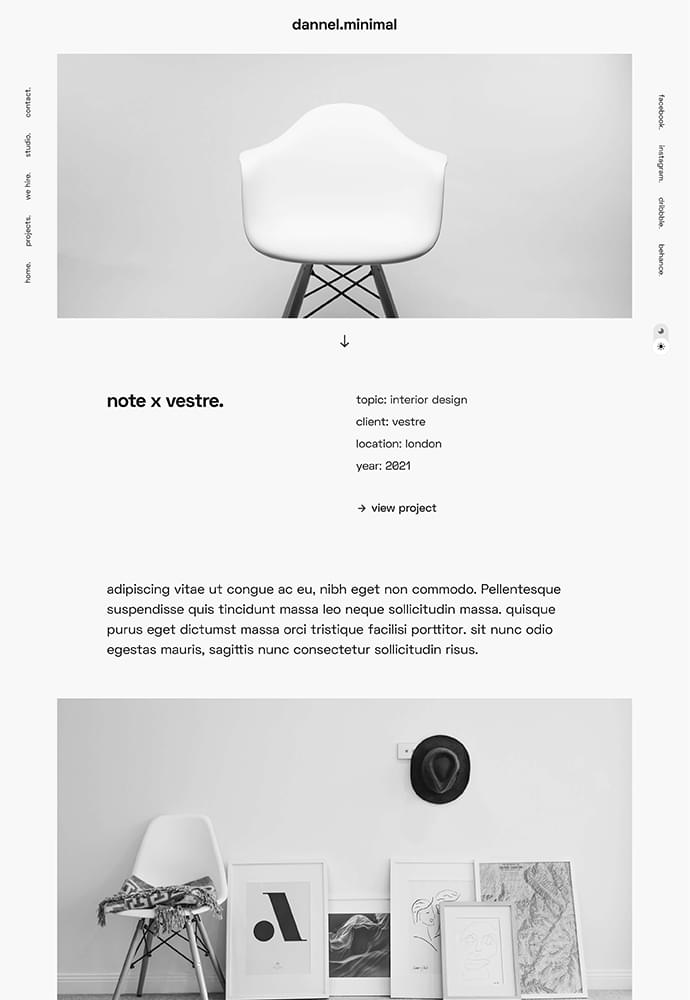 dannel.minimal
contact.
studio.
we hire.
projects.
home.
facebook.
instagram.
dribbble.
behance.
note x vestre.
topic: interior design
client: vestre
location: london
year: 2021
→ view project
adipiscing vitae ut congue ac eu, nibh eget non commodo. Pellentesque
suspendisse quis tincidunt massa leo neque sollicitudin massa. quisque
purus eget dictumst massa orci tristique facilisi porttitor. sit nunc odio
egestas mauris, sagittis nunc consectetur sollicitudin risus.
A